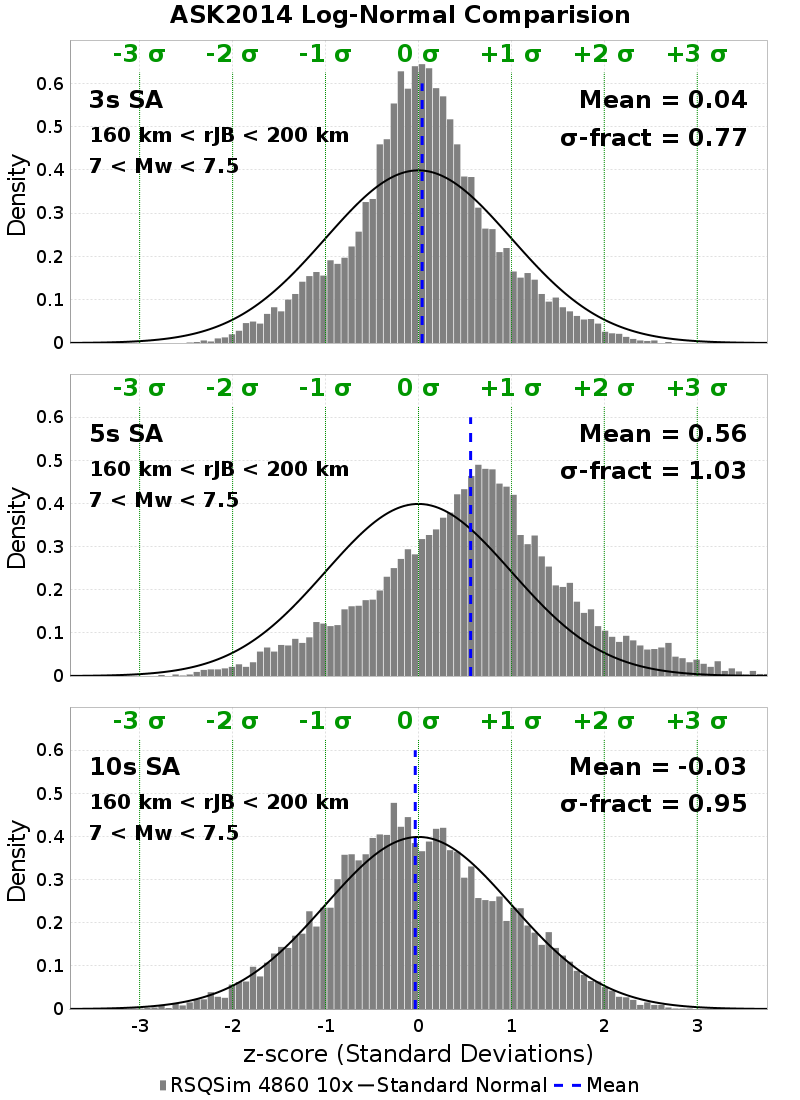 ASK2014 Log-Normal Comparision
-3 σ -2 σ -1 σ 0 σ +1 σ +2 σ +3 σ
3s SA
Mean = 0.04
160 km < rJB < 200 km
σ-fract = 0.77
7 < Mw < 7.5
0.6
0.5
0.4
0.3
0.2
0.1
0
Density
-3 σ -2 σ -1 σ 0 σ +1 σ +2 σ +3 σ
5s SA
Mean = 0.56
160 km < rJB < 200 km
σ-fract = 1.03
7 < Mw < 7.5
0.6
0.5
0.4
0.3
0.2
0.1
0
Density
-3 σ -2 σ -1 σ 0 σ +1 σ +2 σ +3 σ
10s SA
Mean = -0.03
160 km < rJB < 200 km
σ-fract = 0.95
7 < Mw < 7.5
0.6
0.5
0.4
0.3
0.2
0.1
0
Density
-3 -2 -1 0 1 2 3
z-score (Standard Deviations)
RSQSim 4860 10x Standard Normal Mean